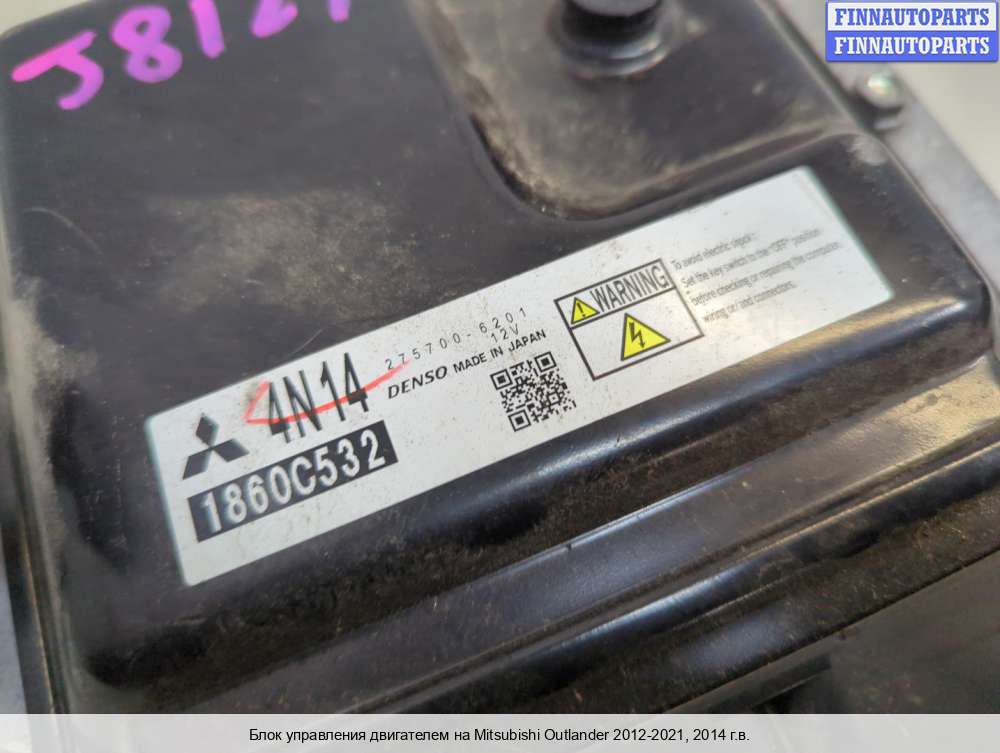 FINNAUTOPARTS
FINNAUTOPARTS
J812
4N14
275700-6201
12V
DENSO MADE IN JAPAN
1860C532
WARNING
To avoid electric shock :
Set the key switch to the "OFF" position
before checking or repairing the computer,
wiring or/and connectors.
Блок управления двигателем на Mitsubishi Outlander 2012-2021, 2014 г.в.